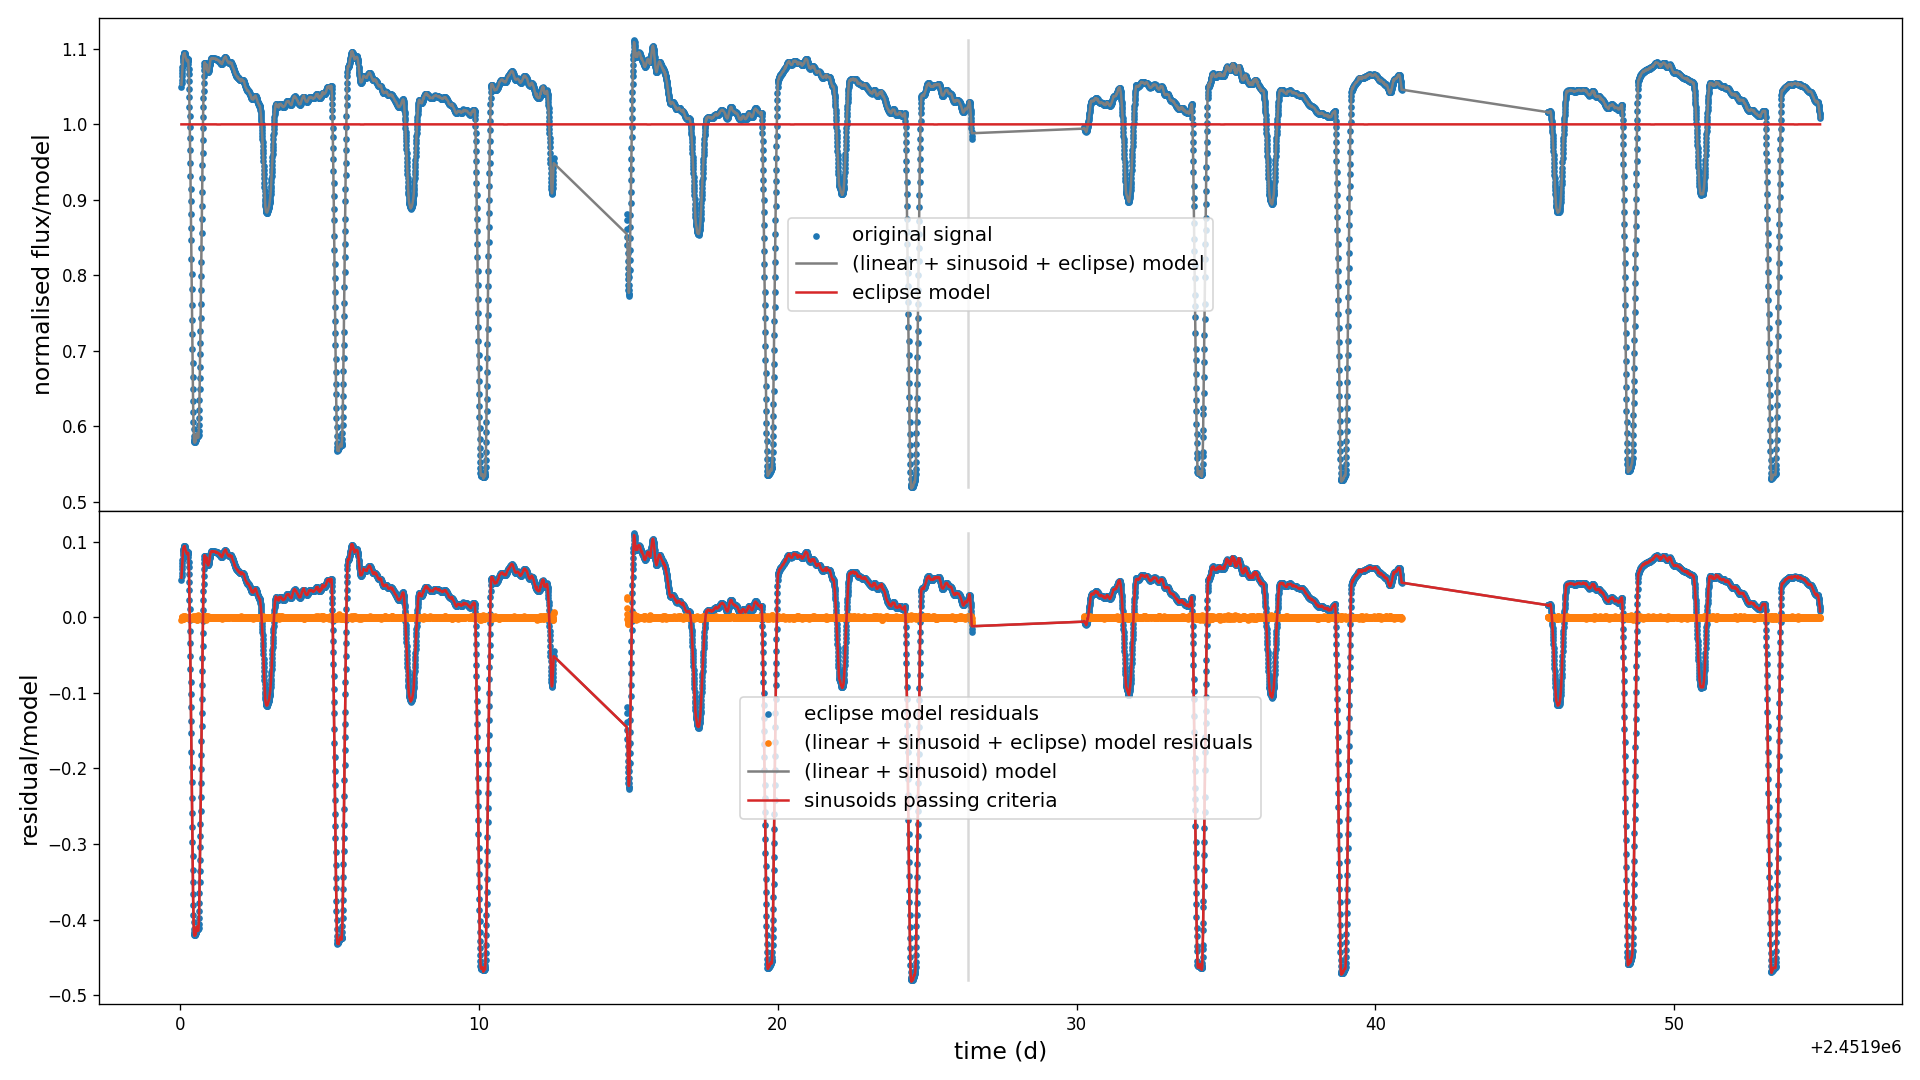 1.1
1.0
0.9
0.8
0.7
0.6
0.5
normalised flux/model
original signal
(linear + sinusoid + eclipse) model
eclipse model
0.1
0.0
−0.1
−0.2
−0.3
−0.4
−0.5
residual/model
eclipse model residuals
(linear + sinusoid + eclipse) model residuals
(linear + sinusoid) model
sinusoids passing criteria
0 10 20 30 40 50
time (d)
+2.4519e6